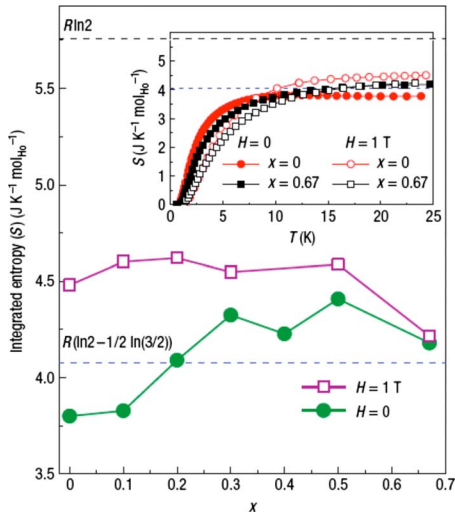 R ln2
5.5
5.0
4.5
4.0
3.5
Integrated entropy (S) (J K⁻¹ mol_Ho⁻¹)
5
4
3
2
1
0
S (J K⁻¹ mol_Ho⁻¹)
H = 0 H = 1 T
x = 0 x = 0
x = 0.67 x = 0.67
0 5 10 15 20 25
T (K)
R(ln2−1/2 ln(3/2))
H = 1 T
H = 0
0 0.1 0.2 0.3 0.4 0.5 0.6 0.7
x